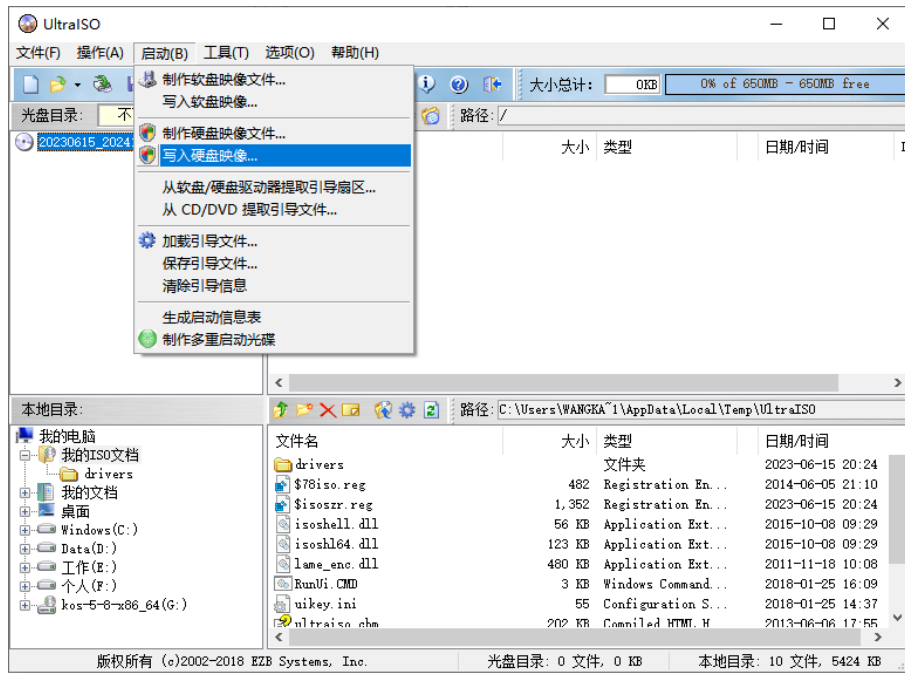 UltraISO
文件(F) 操作(A) 启动(B) 工具(T) 选项(O) 帮助(H)
大小总计: 0KB 0% of 650MB - 650MB free
光盘目录: 不 路径: /
制作软盘映像文件...
写入软盘映像...
制作硬盘映像文件...
写入硬盘映像...
从软盘/硬盘驱动器提取引导扇区...
从 CD/DVD 提取引导文件...
加载引导文件...
保存引导文件...
清除引导信息
生成启动信息表
制作多重启动光碟
20230615_2024
大小 类型 日期/时间
本地目录: 路径: C:\Users\WANGKA~1\AppData\Local\Temp\UltraISO
我的电脑
我的ISO文档
drivers
我的文档
桌面
Windows(C:)
Data(D:)
工作(E:)
个人(F:)
kos-5-8-x86_64(G:)
文件名 大小 类型 日期/时间
drivers 文件夹 2023-06-15 20:24
$78iso.reg 482 Registration En... 2014-06-05 21:10
$isoszr.reg 1,352 Registration En... 2023-06-15 20:24
isoshell.dll 56 KB Application Ext... 2015-10-08 09:29
isoshl64.dll 123 KB Application Ext... 2015-10-08 09:29
lame_enc.dll 480 KB Application Ext... 2011-11-18 10:08
RunUi.CMD 3 KB Windows Command... 2018-01-25 16:09
uikey.ini 55 Configuration S... 2018-01-25 14:37
ultraiso.chm 202 KB Compiled HTML H 2013-06-06 17:55
版权所有 (c)2002-2018 EZB Systems, Inc. 光盘目录: 0 文件, 0 KB 本地目录: 10 文件, 5424 KB